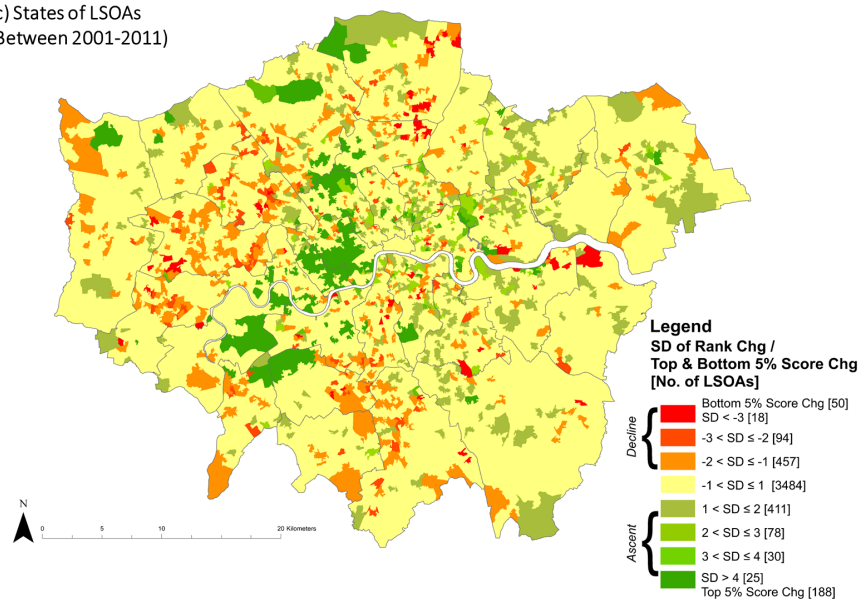 c) States of LSOAs
Between 2001-2011)
Legend
SD of Rank Chg /
Top & Bottom 5% Score Chg
[No. of LSOAs]
Decline
Bottom 5% Score Chg [50]
SD < -3 [18]
-3 < SD ≤ -2 [94]
-2 < SD ≤ -1 [457]
-1 < SD ≤ 1 [3484]
Ascent
1 < SD ≤ 2 [411]
2 < SD ≤ 3 [78]
3 < SD ≤ 4 [30]
SD > 4 [25]
Top 5% Score Chg [188]
N
0 5 10 20 Kilometers